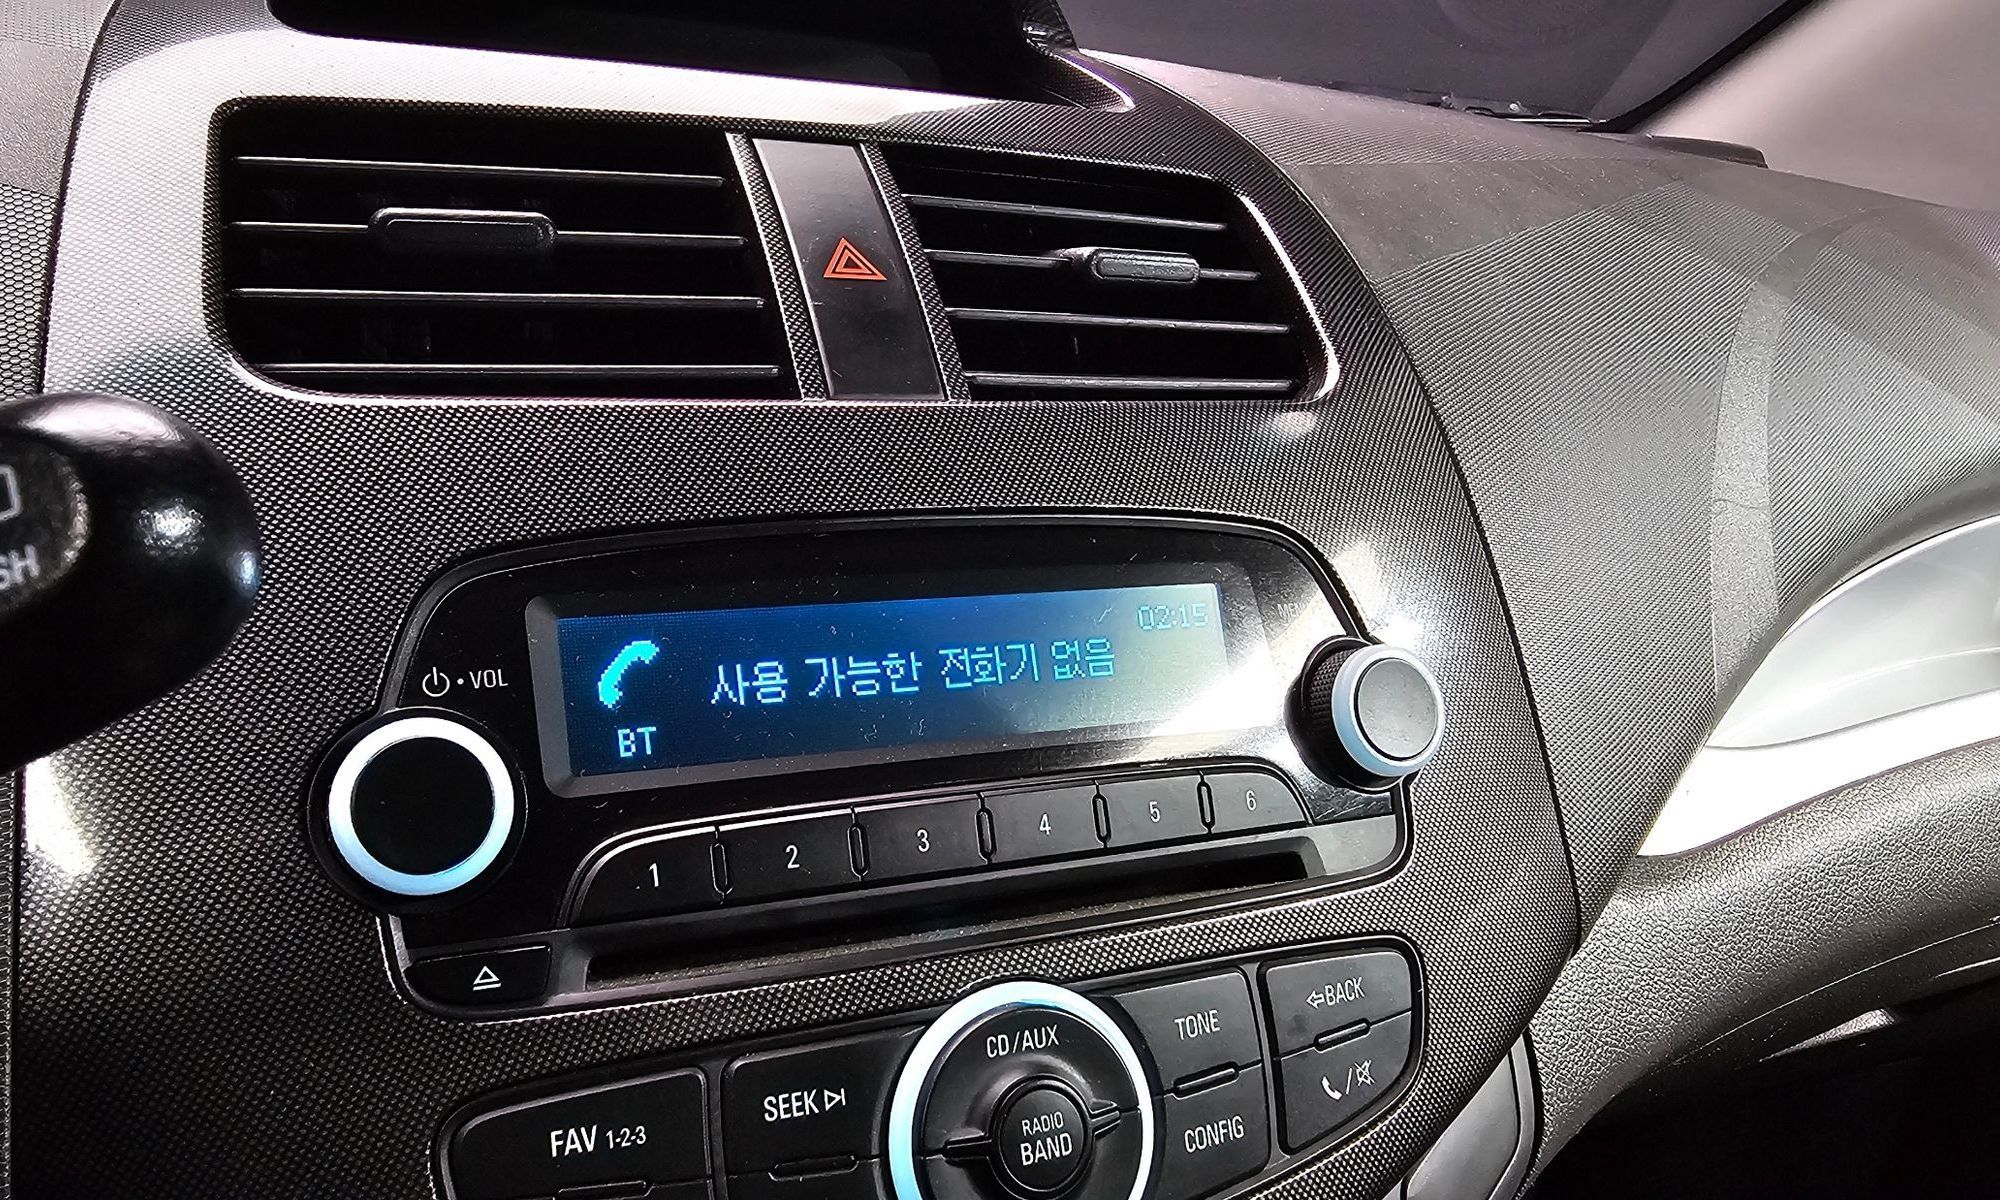 SH
VOL
02:15
사용 가능한 전화기 없음
BT
1 2 3 4 5 6
CD/AUX
TONE
BACK
SEEK
FAV 1-2-3
RADIO
BAND
CONFIG